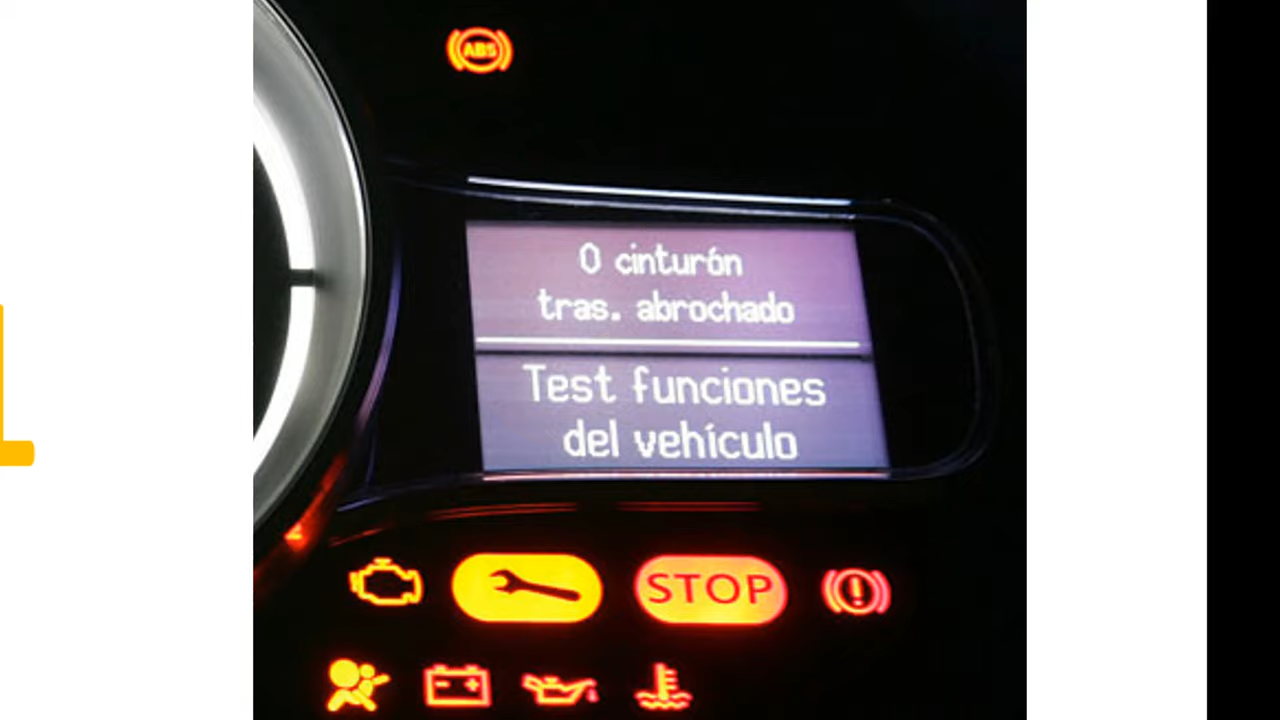 ABS
0 cinturón
tras. abrochado
Test funciones
del vehículo
STOP